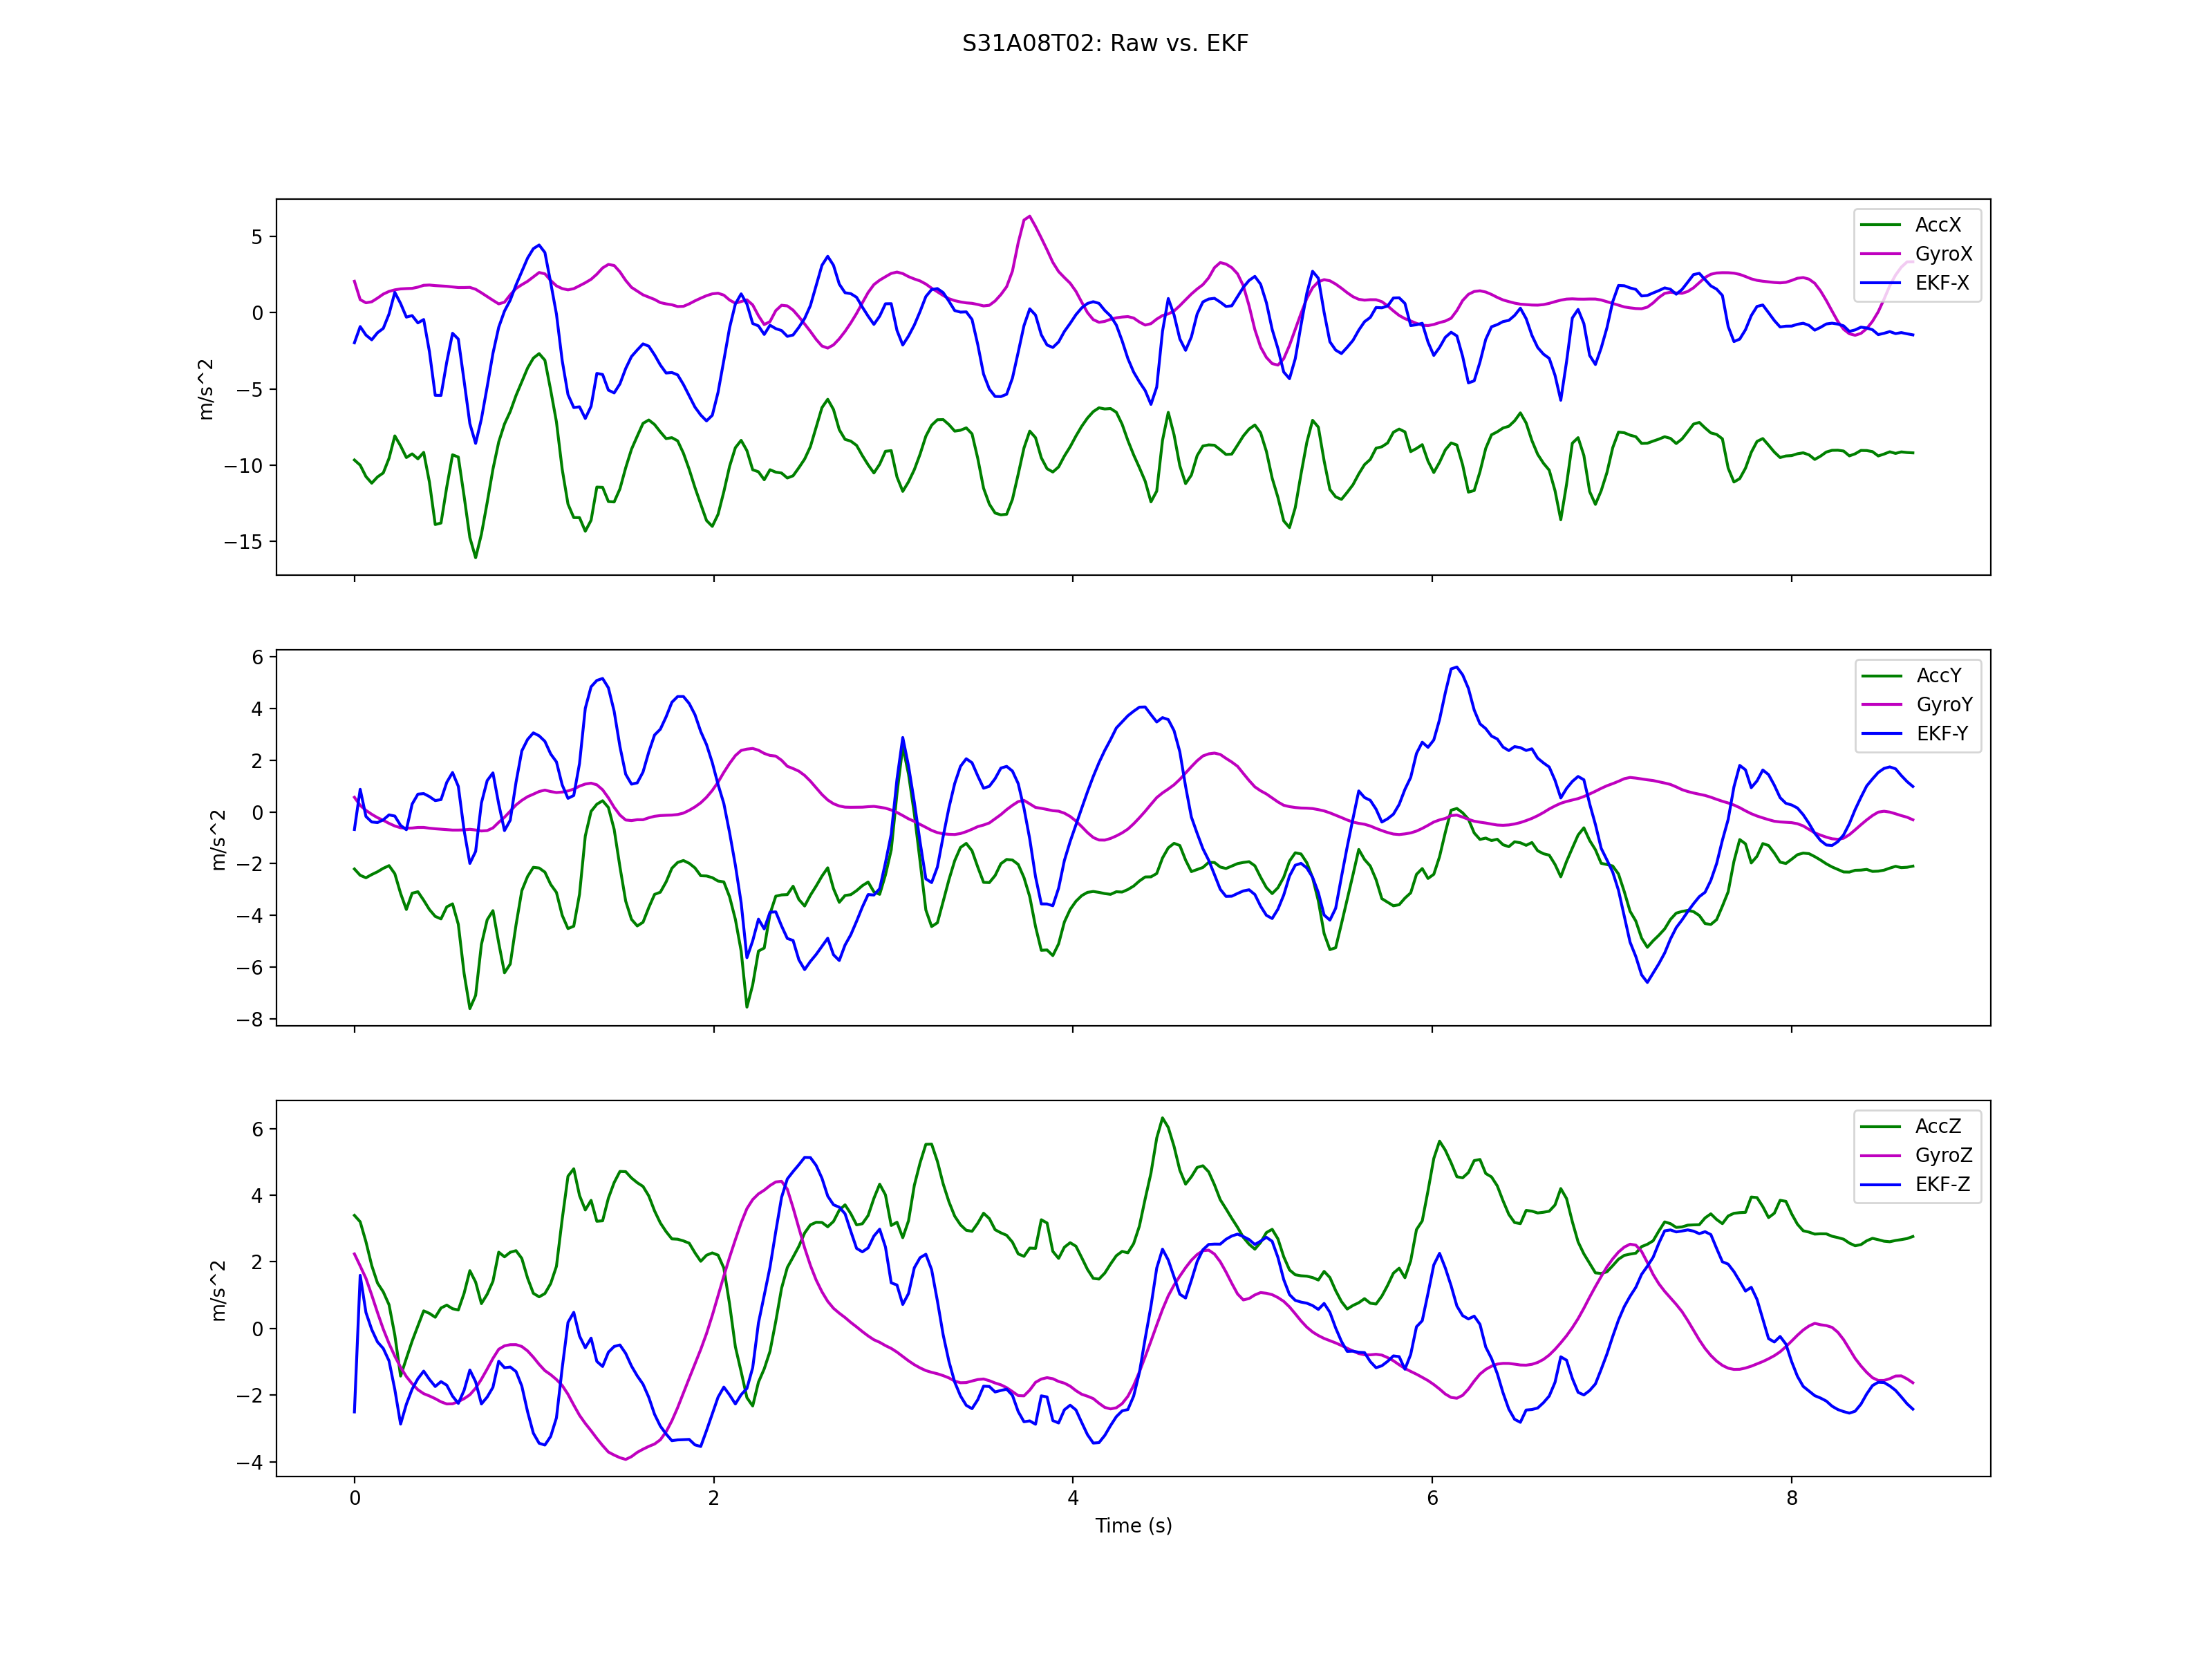 S31A08T02: Raw vs. EKF
AccX
GyroX
EKF-X
5
0
−5
−10
−15
m/s^2
AccY
GyroY
EKF-Y
6
4
2
0
−2
−4
−6
−8
m/s^2
AccZ
GyroZ
EKF-Z
6
4
2
0
−2
−4
m/s^2
0 2 4 6 8
Time (s)